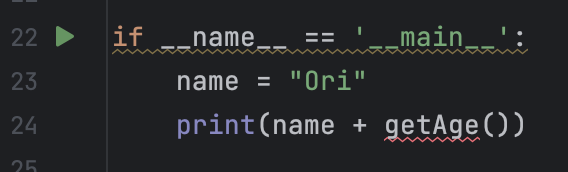 22 if __name__ == '__main__':
23 name = "Ori"
24 print(name + getAge())
25